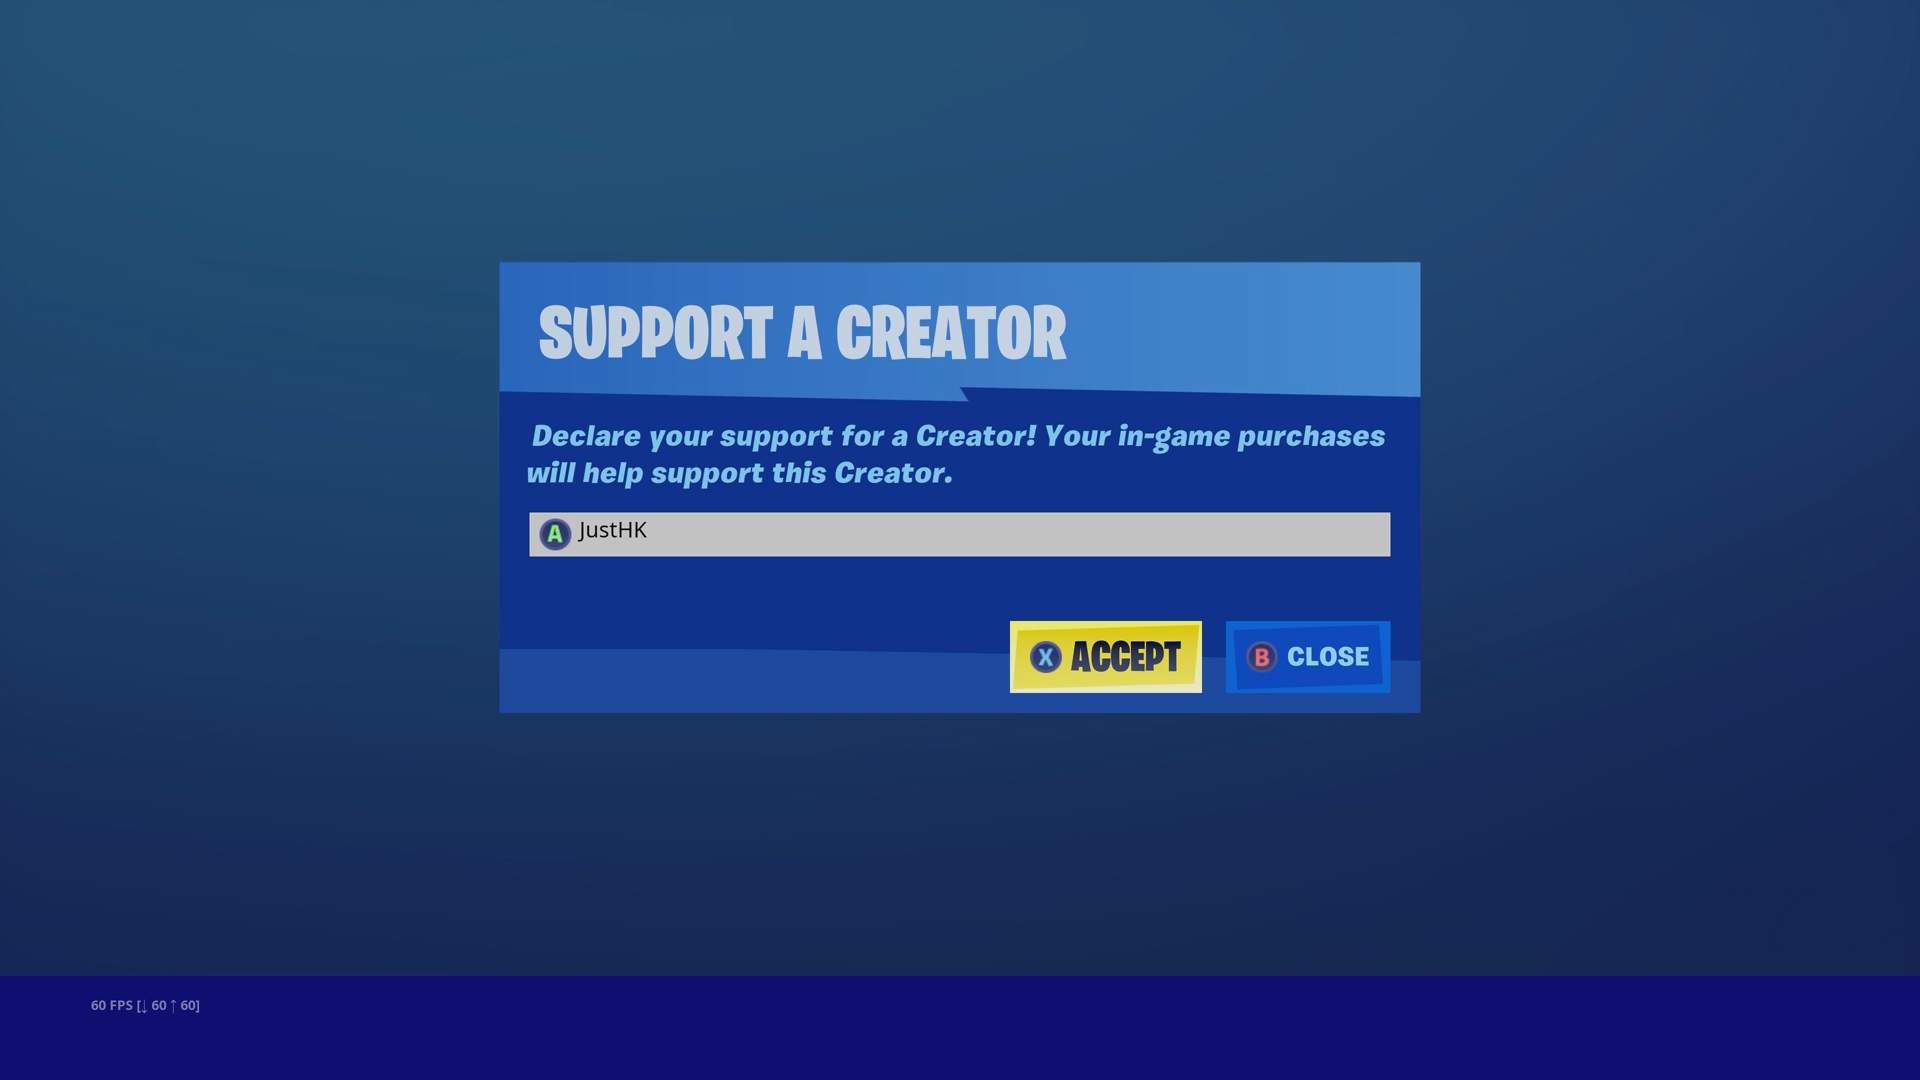 SUPPORT A CREATOR
Declare your support for a Creator! Your in-game purchases
will help support this Creator.
A JustHK
X ACCEPT B CLOSE
60 FPS [↓ 60 ↑ 60]